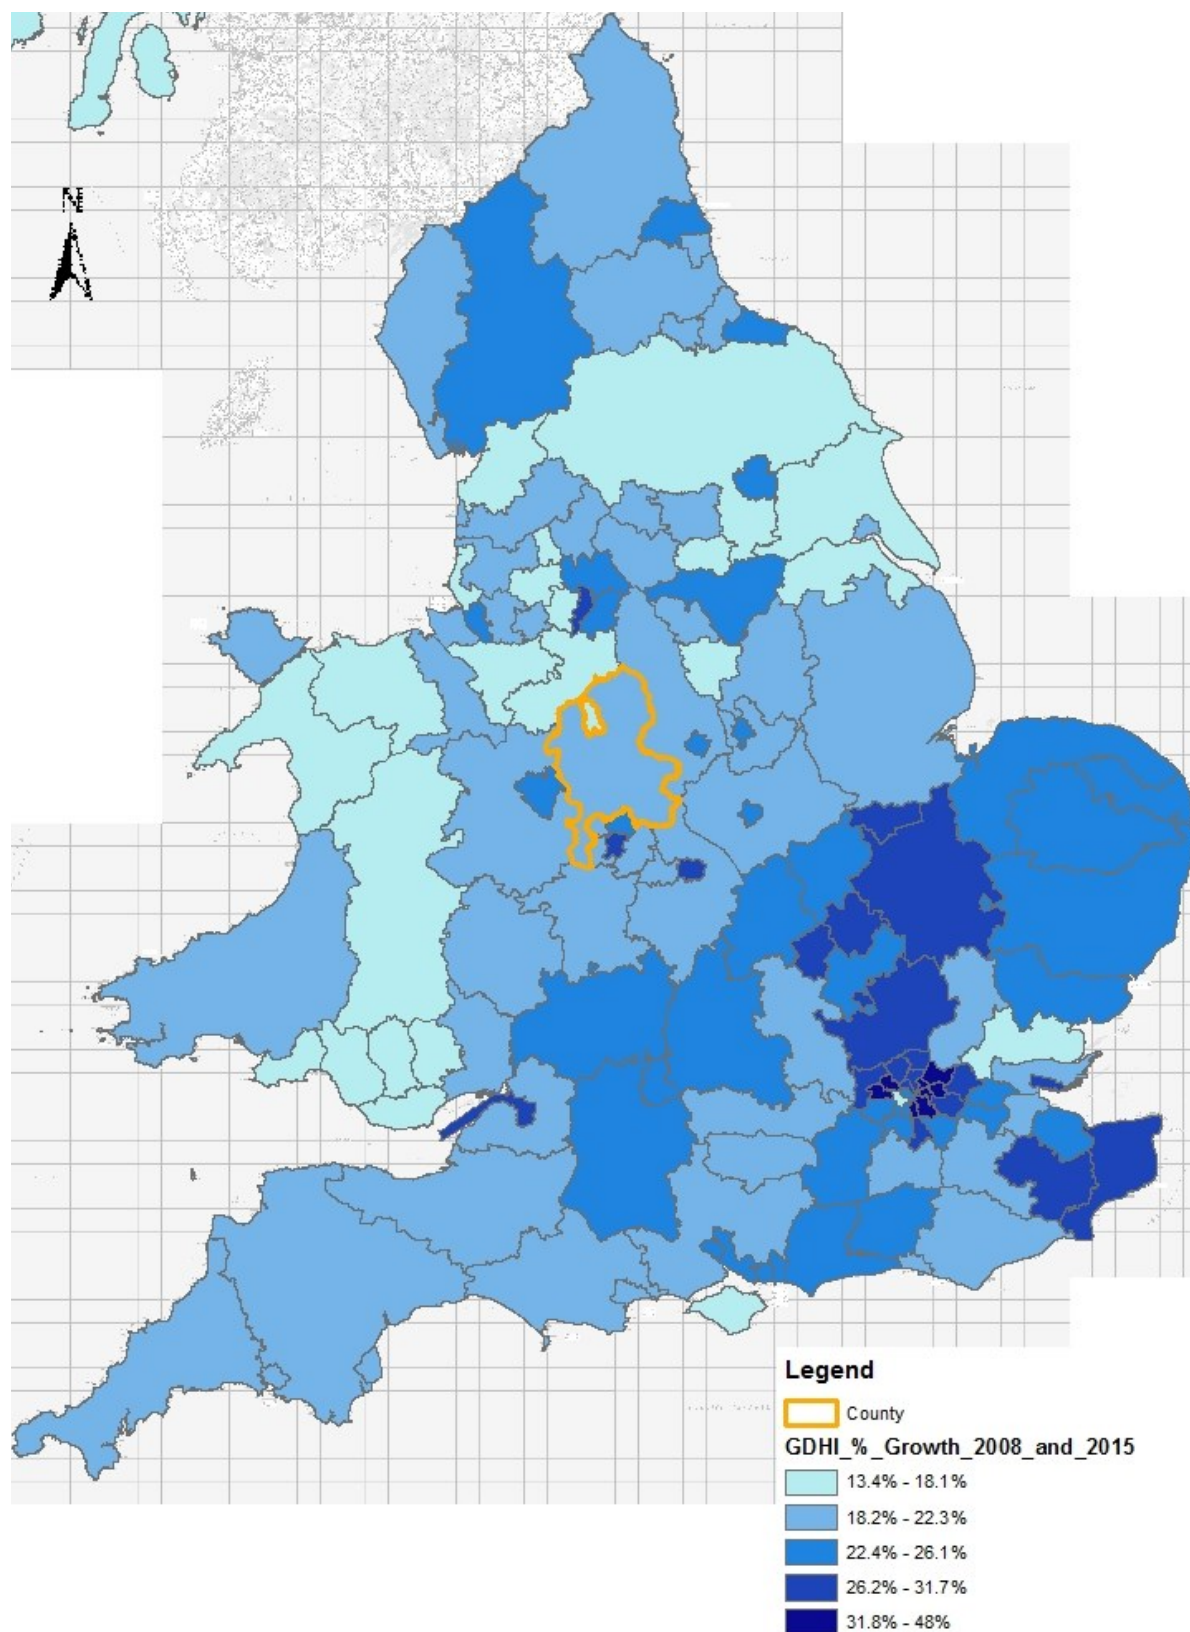 N
Legend
County
GDHI_%_Growth_2008_and_2015
13.4% - 18.1%
18.2% - 22.3%
22.4% - 26.1%
26.2% - 31.7%
31.8% - 48%